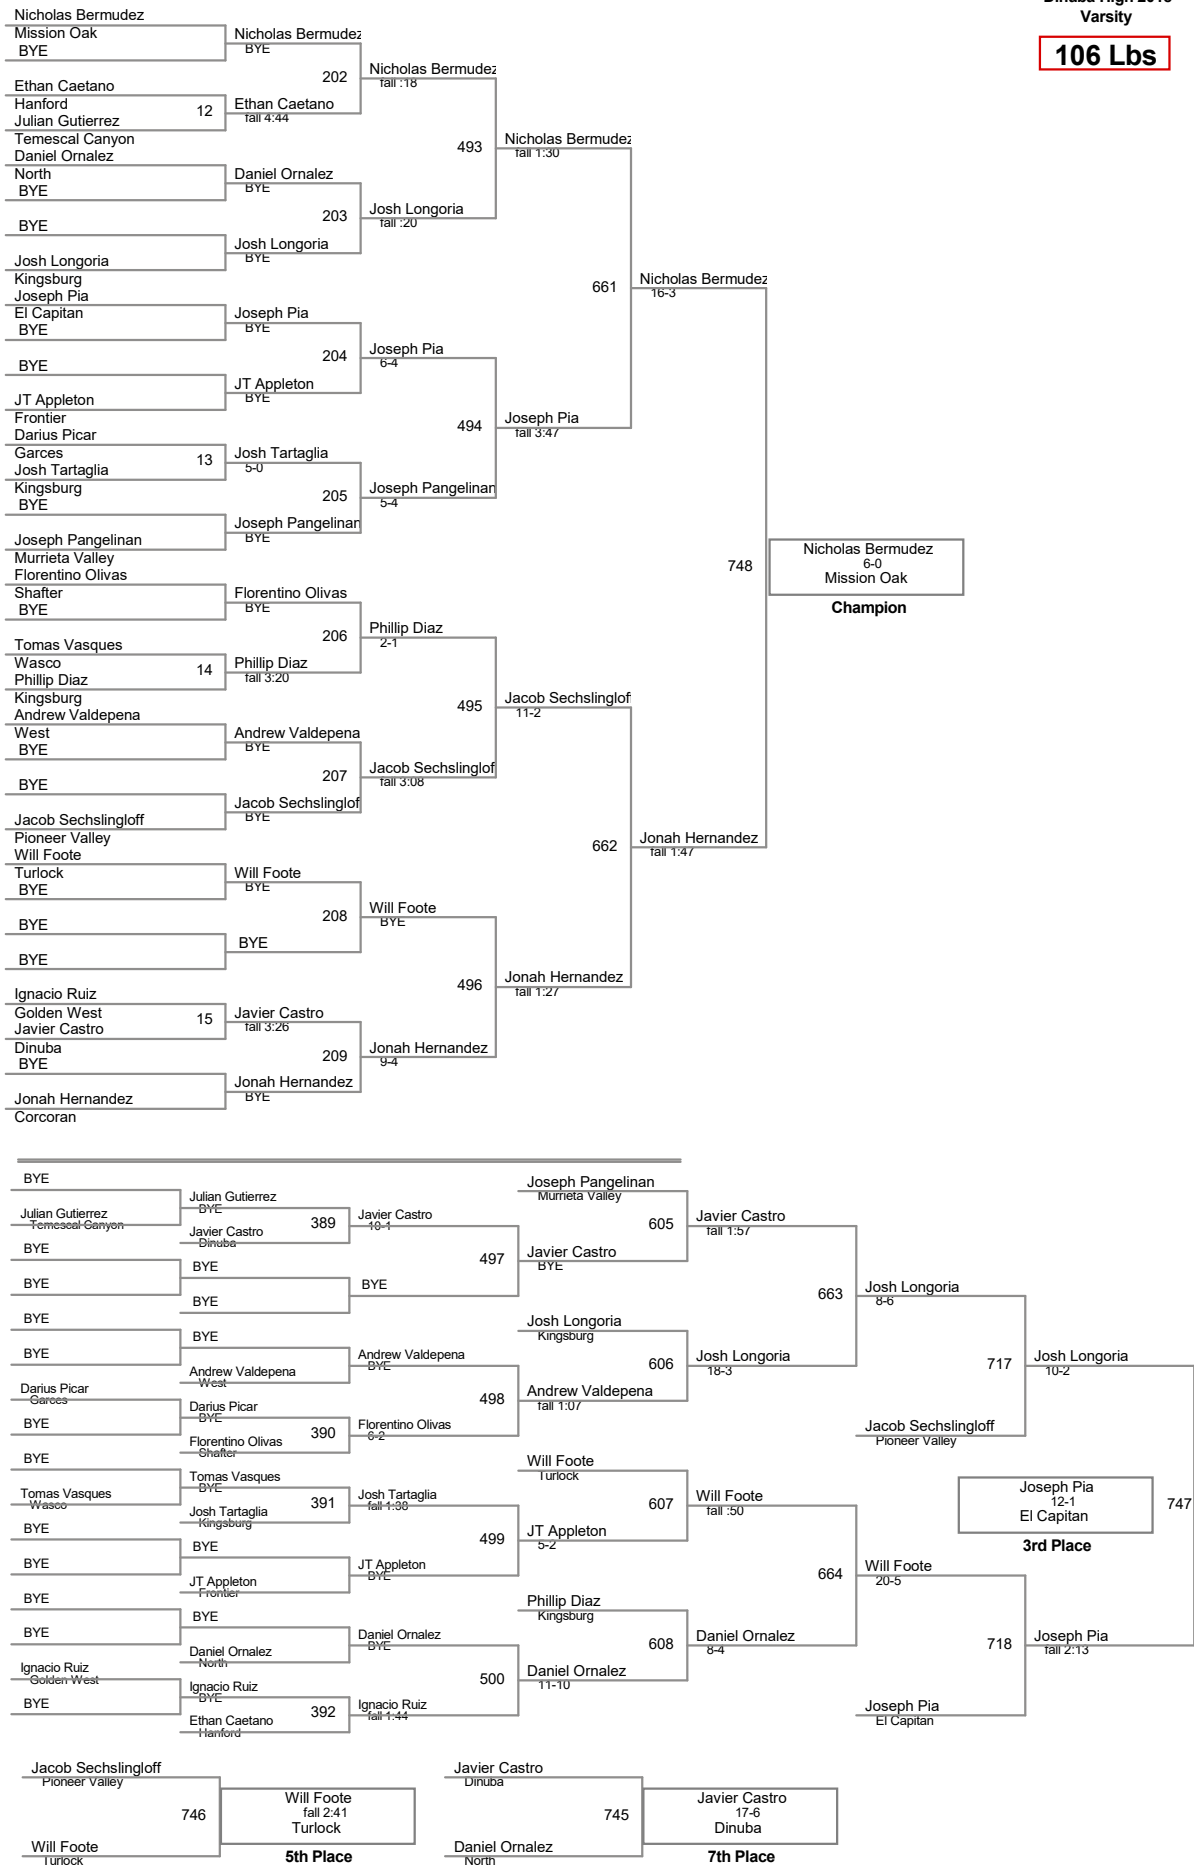 Dinuba High 2018
Varsity
106 Lbs
Nicholas Bermudez
Mission Oak
BYE
Ethan Caetano
Hanford
12
Julian Gutierrez
Temescal Canyon
Daniel Ornalez
North
BYE
BYE
Josh Longoria
Kingsburg
Joseph Pia
El Capitan
BYE
BYE
JT Appleton
Frontier
Darius Picar
Garces
13
Josh Tartaglia
Kingsburg
BYE
Joseph Pangelinan
Murrieta Valley
Florentino Olivas
Shafter
BYE
Tomas Vasques
Wasco
14
Phillip Diaz
Kingsburg
Andrew Valdepena
West
BYE
BYE
Jacob Sechslingloff
Pioneer Valley
Will Foote
Turlock
BYE
BYE
BYE
Ignacio Ruiz
Golden West
15
Javier Castro
Dinuba
BYE
Jonah Hernandez
Corcoran
Nicholas Bermudez
BYE
202
Ethan Caetano
fall 4:44
Daniel Ornalez
BYE
203
Josh Longoria
BYE
Joseph Pia
BYE
204
JT Appleton
BYE
Josh Tartaglia
5-0
205
Joseph Pangelinan
BYE
Florentino Olivas
BYE
206
Phillip Diaz
fall 3:20
Andrew Valdepena
BYE
207
Jacob Sechslinglof
BYE
Will Foote
BYE
208
BYE
Javier Castro
fall 3:26
209
Jonah Hernandez
BYE
Nicholas Bermudez
fall :18
493
Josh Longoria
fall :20
Joseph Pia
6-4
494
Joseph Pangelinan
5-4
Phillip Diaz
2-1
495
Jacob Sechslinglof
fall 3:08
Will Foote
BYE
496
Jonah Hernandez
9-4
Nicholas Bermudez
fall 1:30
661
Joseph Pia
fall 3:47
Jacob Sechslinglof
11-2
662
Jonah Hernandez
fall 1:27
Nicholas Bermudez
16-3
748
Jonah Hernandez
fall 1:47
Nicholas Bermudez
6-0
Mission Oak
Champion
BYE
Julian Gutierrez
Temescal Canyon
BYE
BYE
BYE
BYE
Darius Picar
Garces
BYE
BYE
Tomas Vasques
Wasco
BYE
BYE
BYE
BYE
Ignacio Ruiz
Golden West
BYE
Julian Gutierrez
BYE
389
Javier Castro
Dinuba
BYE
BYE
BYE
Andrew Valdepena
West
Darius Picar
BYE
390
Florentino Olivas
Shafter
Tomas Vasques
BYE
391
Josh Tartaglia
Kingsburg
BYE
JT Appleton
Frontier
BYE
Daniel Ornalez
North
Ignacio Ruiz
BYE
392
Ethan Caetano
Hanford
Javier Castro
10-1
497
BYE
Andrew Valdepena
BYE
498
Florentino Olivas
6-2
Josh Tartaglia
fall 1:38
499
JT Appleton
BYE
Daniel Ornalez
BYE
500
Ignacio Ruiz
fall 1:44
Joseph Pangelinan
Murrieta Valley
605
Javier Castro
BYE
Josh Longoria
Kingsburg
606
Andrew Valdepena
fall 1:07
Will Foote
Turlock
607
JT Appleton
5-2
Phillip Diaz
Kingsburg
608
Daniel Ornalez
11-10
Javier Castro
fall 1:57
663
Josh Longoria
18-3
Will Foote
fall :50
664
Daniel Ornalez
8-4
Josh Longoria
8-6
717
Jacob Sechslingloff
Pioneer Valley
Will Foote
20-5
718
Joseph Pia
El Capitan
Josh Longoria
10-2
747
Joseph Pia
fall 2:13
Joseph Pia
12-1
El Capitan
3rd Place
Jacob Sechslingloff
Pioneer Valley
746
Will Foote
Turlock
Will Foote
fall 2:41
Turlock
5th Place
Javier Castro
Dinuba
745
Daniel Ornalez
North
Javier Castro
17-6
Dinuba
7th Place